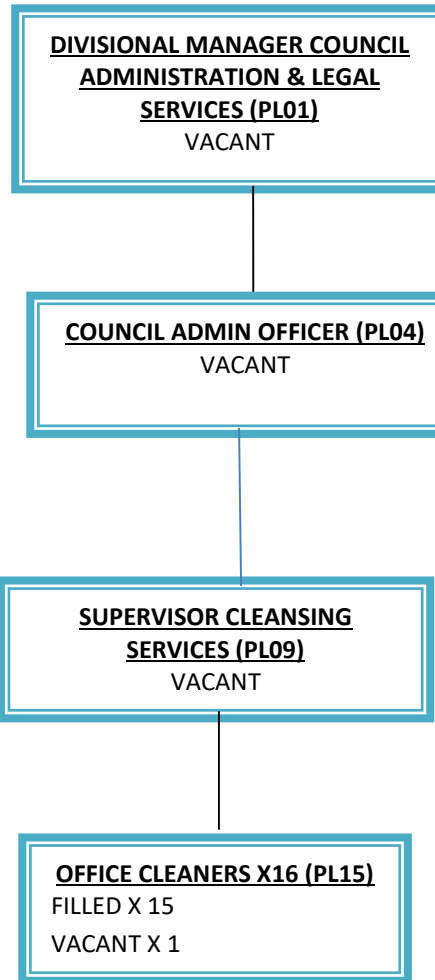 DIVISIONAL MANAGER COUNCIL
ADMINISTRATION & LEGAL
SERVICES (PL01)
VACANT
COUNCIL ADMIN OFFICER (PL04)
VACANT
SUPERVISOR CLEANSING
SERVICES (PL09)
VACANT
OFFICE CLEANERS X16 (PL15)
FILLED X 15
VACANT X 1